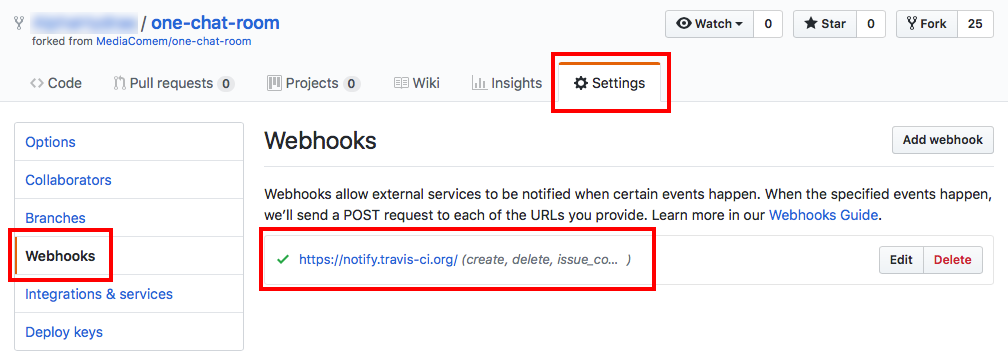 / one-chat-room
Watch 0 Star 0 Fork 25
forked from MediaComem/one-chat-room
Code Pull requests 0 Projects 0 Wiki Insights Settings
Options
Collaborators
Branches
Webhooks
Integrations & services
Deploy keys
Webhooks
Add webhook
Webhooks allow external services to be notified when certain events happen. When the specified events happen,
we’ll send a POST request to each of the URLs you provide. Learn more in our Webhooks Guide.
https://notify.travis-ci.org/ (create, delete, issue_co… )
Edit Delete